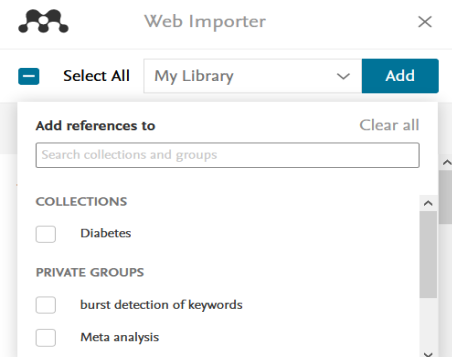 Web Importer
Select All My Library Add
Add references to Clear all
Search collections and groups
COLLECTIONS
Diabetes
PRIVATE GROUPS
burst detection of keywords
Meta analysis